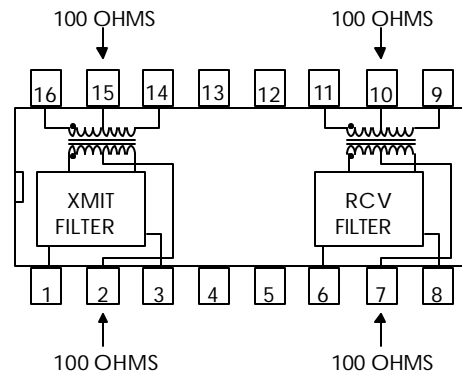 100 OHMS 100 OHMS
16 15 14 13 12 11 10 9
XMIT RCV
FILTER FILTER
1 2 3 4 5 6 7 8
100 OHMS 100 OHMS